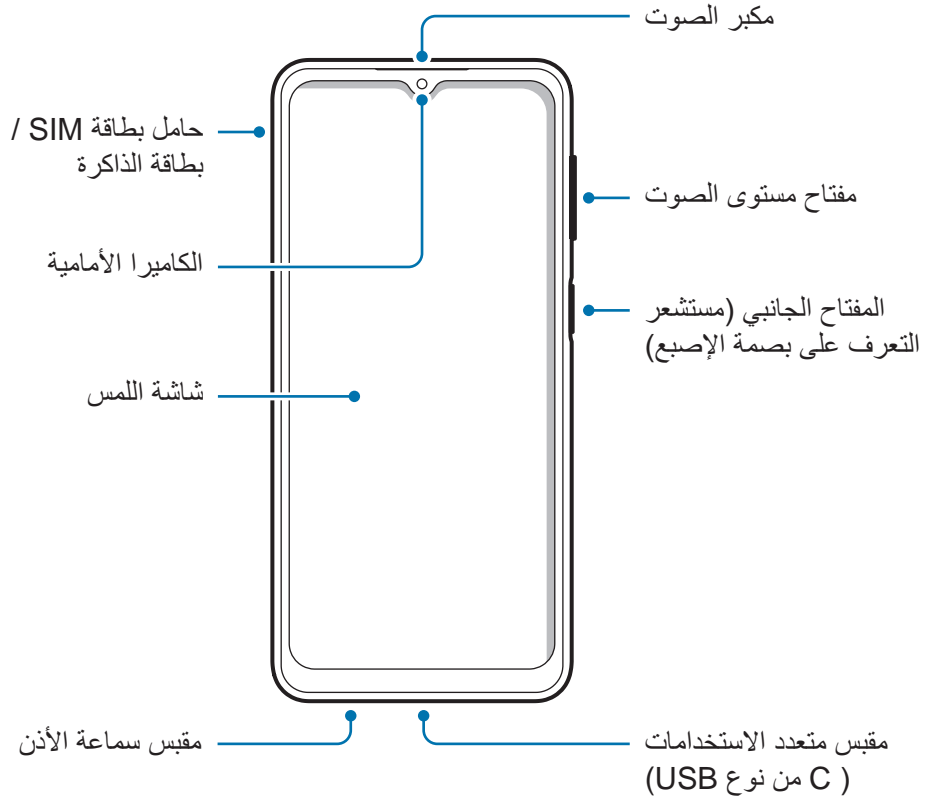 مكبر الصوت
حامل بطاقة SIM /
بطاقة الذاكرة
مفتاح مستوى الصوت
الكاميرا الأمامية
المفتاح الجانبي (مستشعر
التعرف على بصمة الإصبع)
شاشة اللمس
مقبس سماعة الأذن
مقبس متعدد الاستخدامات
( C من نوع USB)